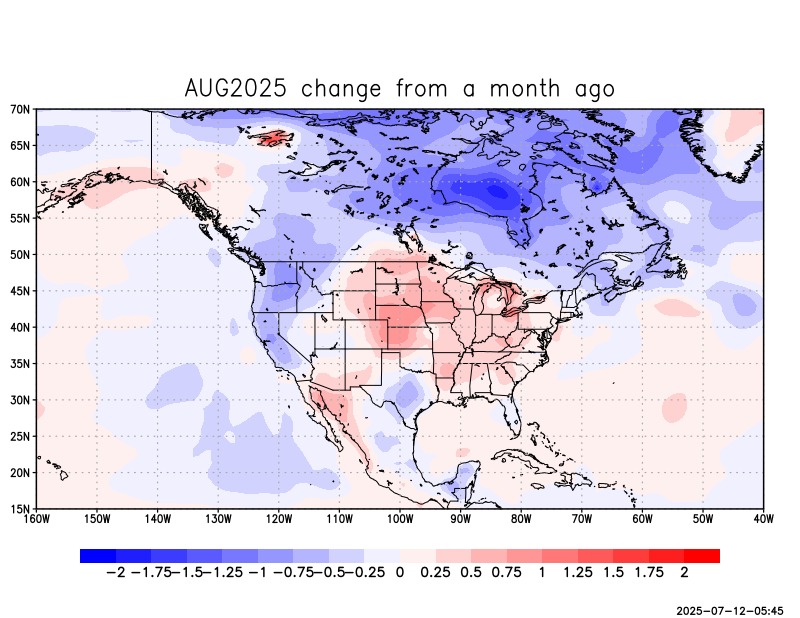 AUG2025 change from a month ago
70N
65N
60N
55N
50N
45N
40N
35N
30N
25N
20N
15N
160W 150W 140W 130W 120W 110W 100W 90W 80W 70W 60W 50W 40W
−2 −1.75 −1.5 −1.25 −1 −0.75 −0.5 −0.25 0 0.25 0.5 0.75 1 1.25 1.5 1.75 2
2025-07-12-05:45